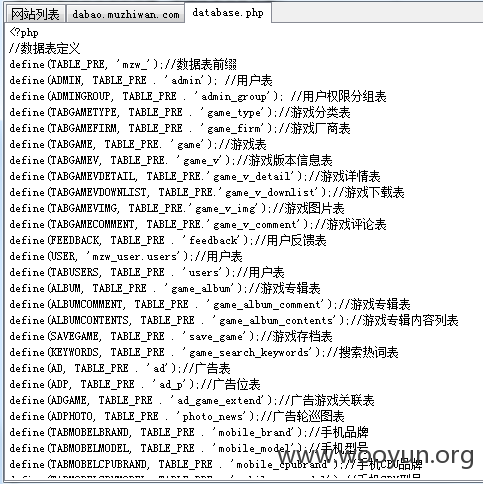 网站列表 dabao.muzhiwan.com database.php
<?php
//数据表定义
define(TABLE_PRE, 'mzw_');//数据表前缀
define(ADMIN, TABLE_PRE . 'admin'); //用户表
define(ADMINGROUP, TABLE_PRE . 'admin_group'); //用户权限分组表
define(TABGAMETYPE, TABLE_PRE . 'game_type');//游戏分类表
define(TABGAMEFIRM, TABLE_PRE . 'game_firm');//游戏厂商表
define(TABGAME, TABLE_PRE. 'game');//游戏表
define(TABGAMEV, TABLE_PRE. 'game_v');//游戏版本信息表
define(TABGAMEVDETAIL, TABLE_PRE.'game_v_detail');//游戏详情表
define(TABGAMEVDOWNLIST, TABLE_PRE.'game_v_downlist');//游戏下载表
define(TABGAMEVIMG, TABLE_PRE.'game_v_img');//游戏图片表
define(TABGAMECOMMENT, TABLE_PRE.'game_v_comment');//游戏评论表
define(FEEDBACK, TABLE_PRE . 'feedback');//用户反馈表
define(USER, 'mzw_user.users');//用户表
define(TABUSERS, TABLE_PRE . 'users');//用户表
define(ALBUM, TABLE_PRE . 'game_album');//游戏专辑表
define(ALBUMCOMMENT, TABLE_PRE . 'game_album_comment');//游戏专辑表
define(ALBUMCONTENTS, TABLE_PRE . 'game_album_contents');//游戏专辑内容列表
define(SAVEGAME, TABLE_PRE . 'save_game');//游戏存档表
define(KEYWORDS, TABLE_PRE . 'game_search_keywords');//搜索热词表
define(AD, TABLE_PRE . 'ad');//广告表
define(ADP, TABLE_PRE . 'ad_p');//广告位表
define(ADGAME, TABLE_PRE . 'ad_game_extend');//广告游戏关联表
define(ADPHOTO, TABLE_PRE . 'photo_news');//广告轮巡图表
define(TABMOBELBRAND, TABLE_PRE . 'mobile_brand');//手机品牌
define(TABMOBELMODEL, TABLE_PRE . 'mobile_model');//手机型号
define(TABMOBELCPUBRAND, TABLE_PRE . 'mobile_cpubrand');//手机CPU品牌
www.wooyun.org